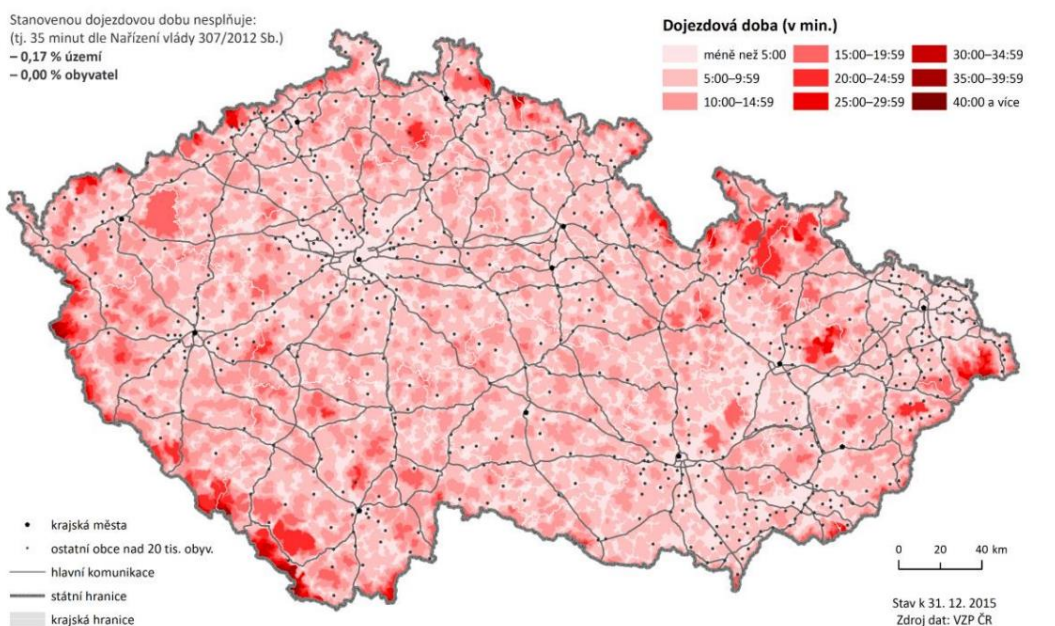 Stanovenou dojezdovou dobu nesplňuje:
(tj. 35 minut dle Nařízení vlády 307/2012 Sb.)
– 0,17 % území
– 0,00 % obyvatel
Dojezdová doba (v min.)
méně než 5:00
5:00–9:59
10:00–14:59
15:00–19:59
20:00–24:59
25:00–29:59
30:00–34:59
35:00–39:59
40:00 a více
krajská města
ostatní obce nad 20 tis. obyv.
hlavní komunikace
státní hranice
krajská hranice
0 20 40 km
Stav k 31. 12. 2015
Zdroj dat: VZP ČR